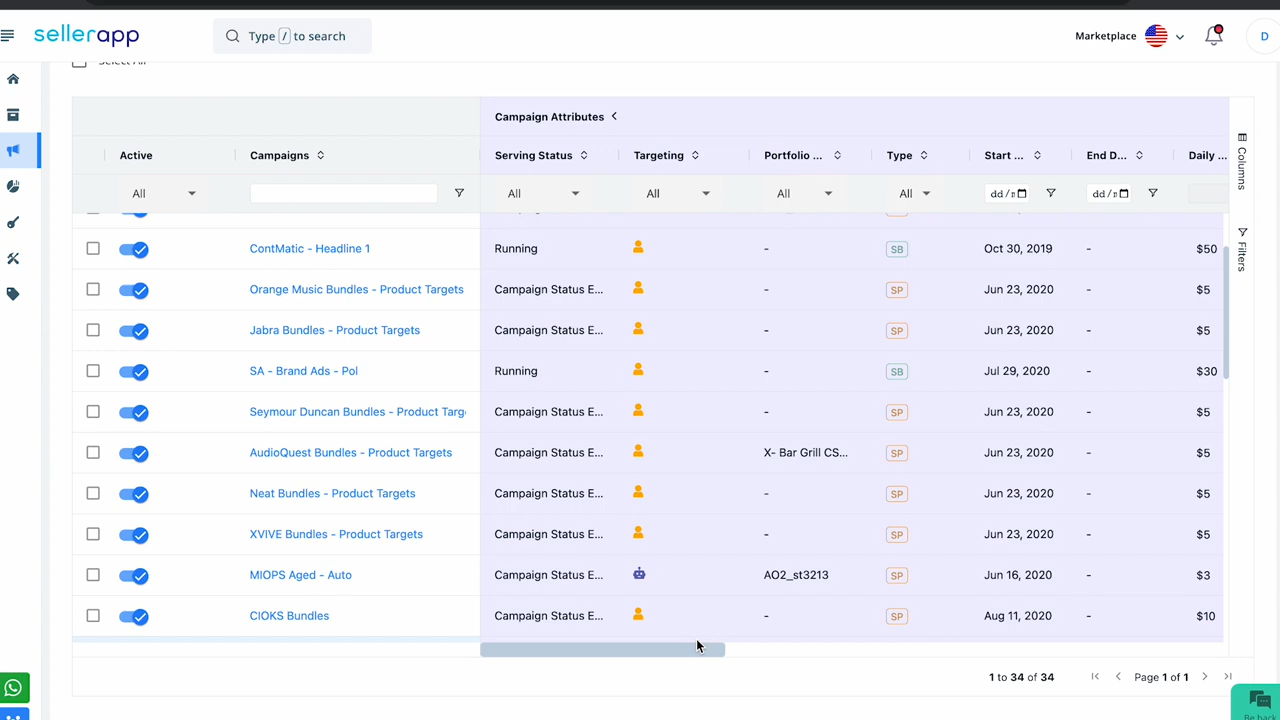 sellerapp
Type / to search
Marketplace
D
Select All
Campaign Attributes
Active
Campaigns
Serving Status
Targeting
Portfolio ...
Type
Start ...
End D...
Daily ...
All
All
All
All
All
dd/
dd/
Columns
Filters
ContMatic - Headline 1 Running - SB Oct 30, 2019 - $50
Orange Music Bundles - Product Targets Campaign Status E... - SP Jun 23, 2020 - $5
Jabra Bundles - Product Targets Campaign Status E... - SP Jun 23, 2020 - $5
SA - Brand Ads - Pol Running - SB Jul 29, 2020 - $30
Seymour Duncan Bundles - Product Targ Campaign Status E... - SP Jun 23, 2020 - $5
AudioQuest Bundles - Product Targets Campaign Status E... X- Bar Grill CS... SP Jun 23, 2020 - $5
Neat Bundles - Product Targets Campaign Status E... - SP Jun 23, 2020 - $5
XVIVE Bundles - Product Targets Campaign Status E... - SP Jun 23, 2020 - $5
MIOPS Aged - Auto Campaign Status E... AO2_st3213 SP Jun 16, 2020 - $3
CIOKS Bundles Campaign Status E... - SP Aug 11, 2020 - $10
1 to 34 of 34
Page 1 of 1
Be back